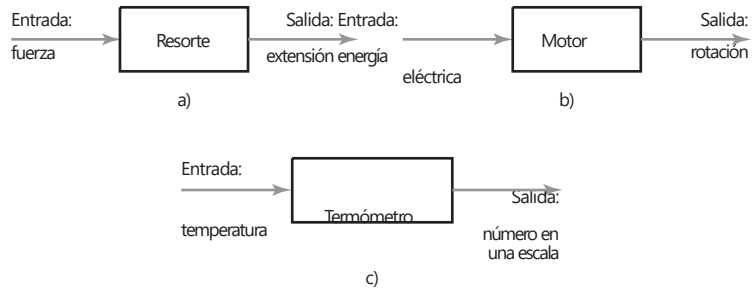 Entrada:
fuerza
Resorte
Salida: Entrada:
extensión energía
eléctrica
Motor
Salida:
rotación
a)
b)
Entrada:
temperatura
Termómetro
Salida:
número en
una escala
c)